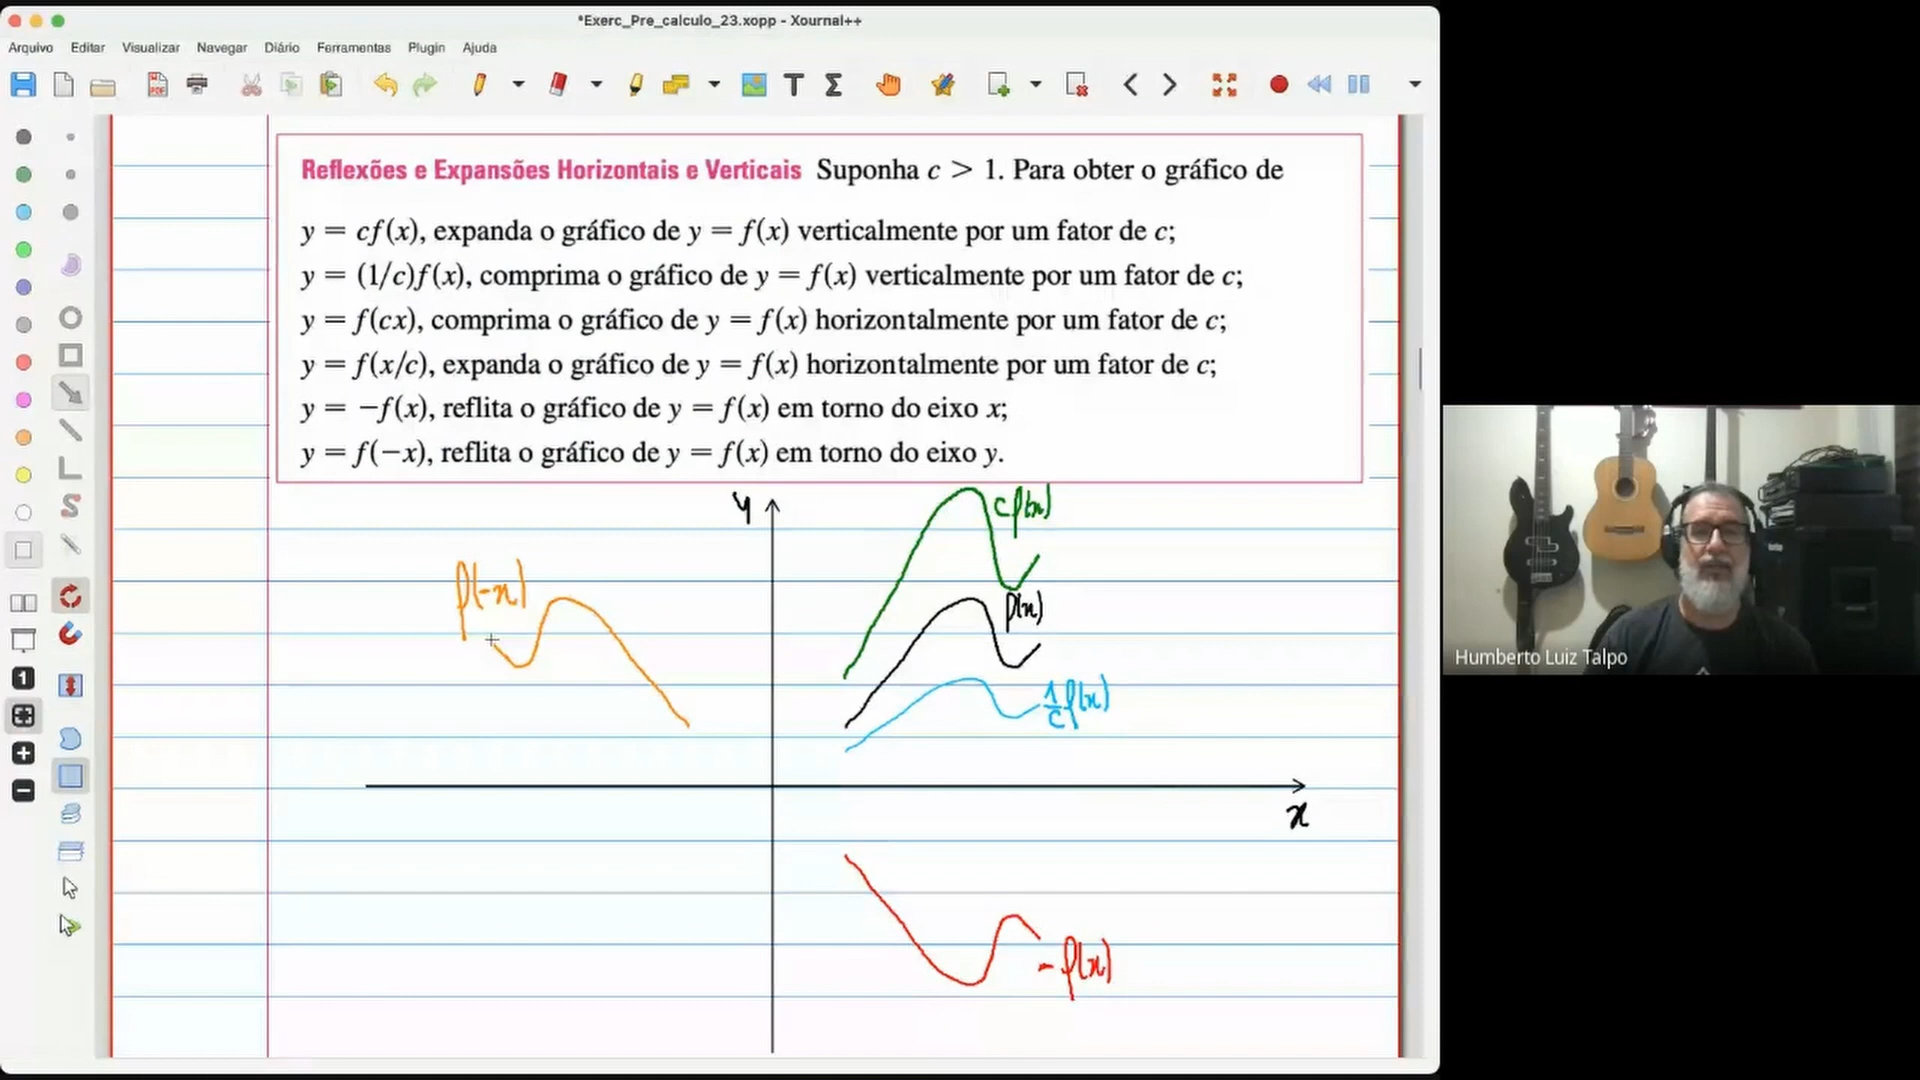 *Exerc_Pre_calculo_23.xopp - Xournal++
Arquivo Editar Visualizar Navegar Diário Ferramentas Plugin Ajuda
Reflexões e Expansões Horizontais e Verticais Suponha c > 1. Para obter o gráfico de
y = cf(x), expanda o gráfico de y = f(x) verticalmente por um fator de c;
y = (1/c)f(x), comprima o gráfico de y = f(x) verticalmente por um fator de c;
y = f(cx), comprima o gráfico de y = f(x) horizontalmente por um fator de c;
y = f(x/c), expanda o gráfico de y = f(x) horizontalmente por um fator de c;
y = −f(x), reflita o gráfico de y = f(x) em torno do eixo x;
y = f(−x), reflita o gráfico de y = f(x) em torno do eixo y.
y
cf(x)
f(-x)
f(x)
1/c f(x)
x
-f(x)
Humberto Luiz Talpo